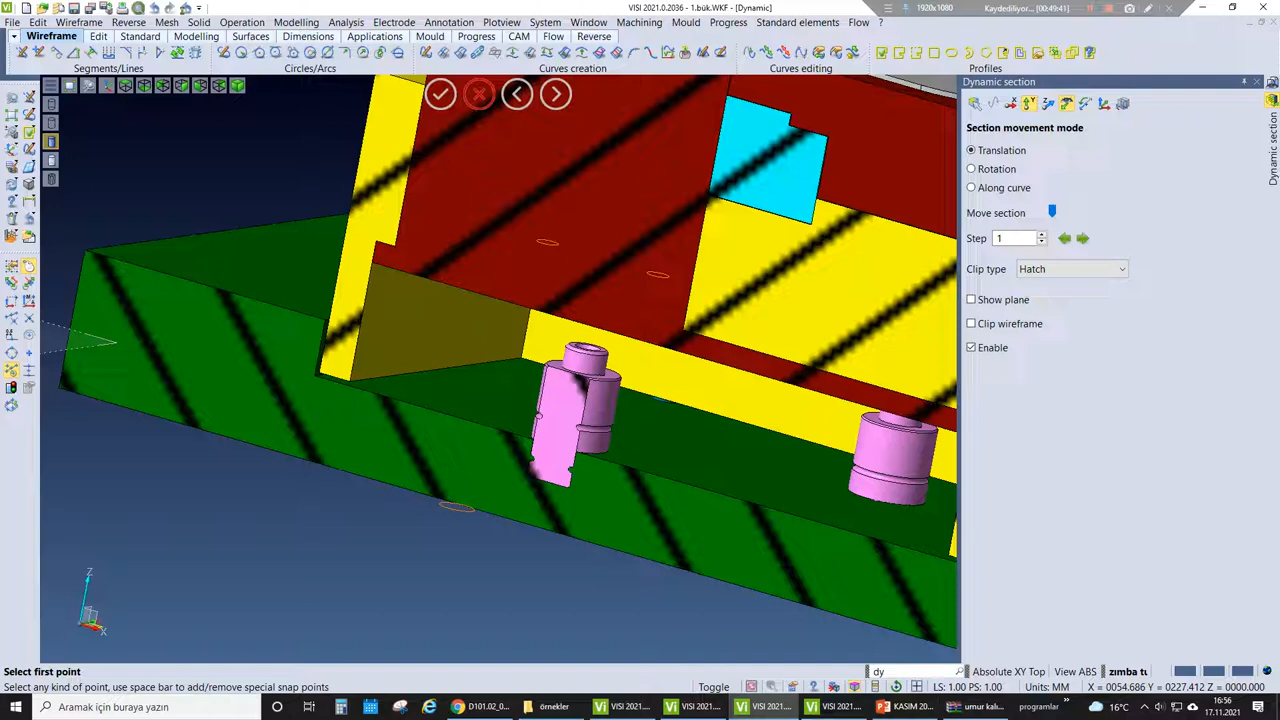 VISI 2021.0.2036 - 1.bük.WKF - [Dynamic]
1920x1080
Kaydediliyor...
[00:49:41]
File Edit Wireframe Reverse Mesh Solid Operation Modelling Analysis Electrode Annotation Plotview System Window Machining Mould Progress Standard elements Flow ?
Wireframe Edit Standard Modelling Surfaces Dimensions Applications Mould Progress CAM Flow Reverse
Segments/Lines Circles/Arcs Curves creation Curves editing Profiles
Dynamic section
Section movement mode
Translation
Rotation
Along curve
Move section
Step 1
Clip type Hatch
Show plane
Clip wireframe
Enable
Dynamic section
Z
X
Select first point
dy
Absolute XY Top
View ABS
Select any kind of point, use space bar to add/remove special snap points
Toggle
LS: 1.00 PS: 1.00
Units: MM
X = 0054.686 Y = 0227.412 Z = 0000.000
Aramak için buraya yazın
D101.02_0...
örnekler
VISI 2021....
VISI 2021....
VISI 2021....
VISI 2021....
KASIM 20...
umur kalı...
programlar
16°C
16:56
17.11.2021